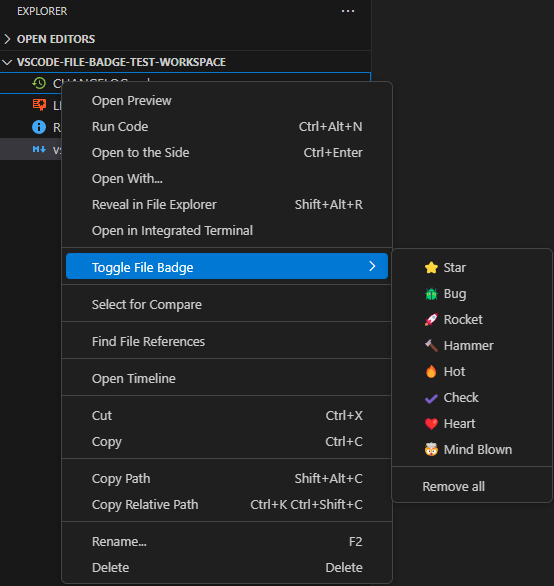 EXPLORER
OPEN EDITORS
VSCODE-FILE-BADGE-TEST-WORKSPACE
Open Preview
Run Code Ctrl+Alt+N
Open to the Side Ctrl+Enter
Open With...
Reveal in File Explorer Shift+Alt+R
Open in Integrated Terminal
Toggle File Badge
Select for Compare
Find File References
Open Timeline
Cut Ctrl+X
Copy Ctrl+C
Copy Path Shift+Alt+C
Copy Relative Path Ctrl+K Ctrl+Shift+C
Rename... F2
Delete Delete
Star
Bug
Rocket
Hammer
Hot
Check
Heart
Mind Blown
Remove all